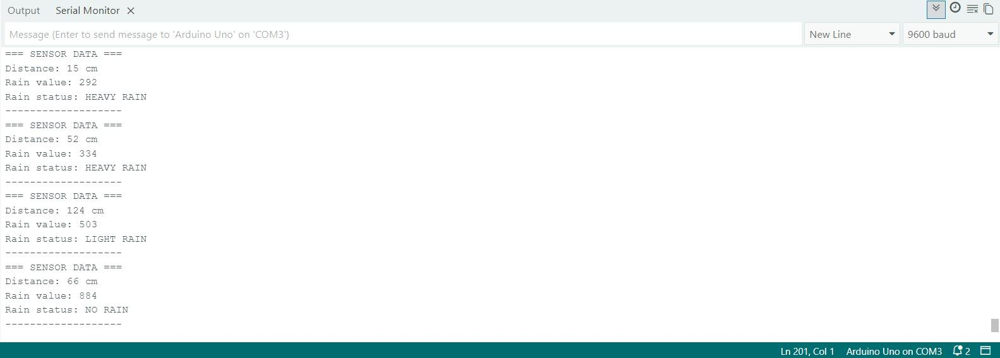 Output Serial Monitor
Message (Enter to send message to 'Arduino Uno' on 'COM3') New Line 9600 baud
=== SENSOR DATA ===
Distance: 15 cm
Rain value: 292
Rain status: HEAVY RAIN
-------------------
=== SENSOR DATA ===
Distance: 52 cm
Rain value: 334
Rain status: HEAVY RAIN
-------------------
=== SENSOR DATA ===
Distance: 124 cm
Rain value: 503
Rain status: LIGHT RAIN
-------------------
=== SENSOR DATA ===
Distance: 66 cm
Rain value: 884
Rain status: NO RAIN
-------------------
Ln 201, Col 1 Arduino Uno on COM3 2